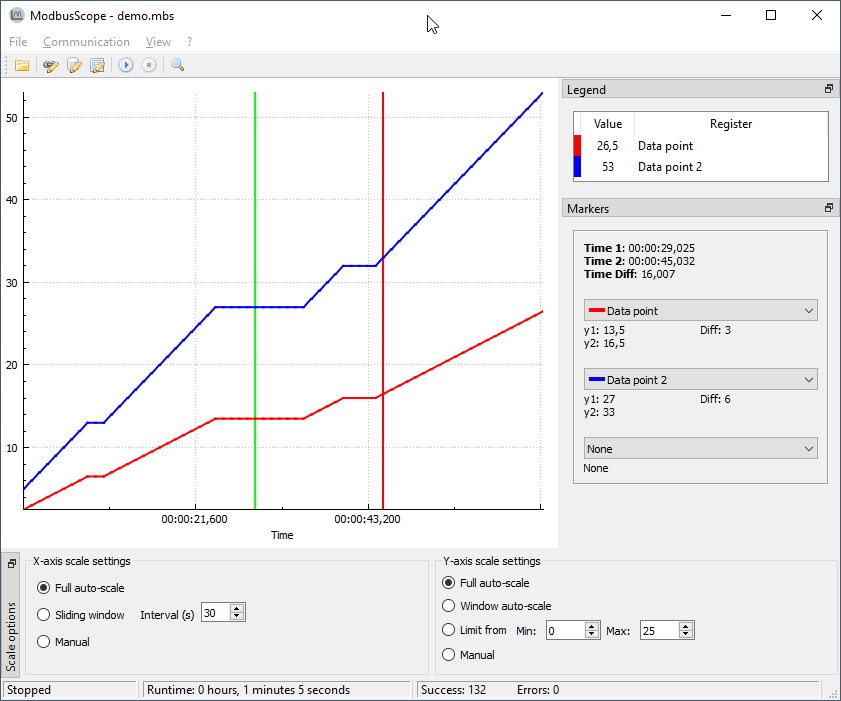 ModbusScope - demo.mbs
File Communication View ?
50
40
30
20
10
00:00:21,600 00:00:43,200
Time
Legend
Value Register
26,5 Data point
53 Data point 2
Markers
Time 1: 00:00:29,025
Time 2: 00:00:45,032
Time Diff: 16,007
Data point
y1: 13,5 Diff: 3
y2: 16,5
Data point 2
y1: 27 Diff: 6
y2: 33
None
None
Scale options
X-axis scale settings
Full auto-scale
Sliding window Interval (s) 30
Manual
Y-axis scale settings
Full auto-scale
Window auto-scale
Limit from Min: 0 Max: 25
Manual
Stopped Runtime: 0 hours, 1 minutes 5 seconds Success: 132 Errors: 0